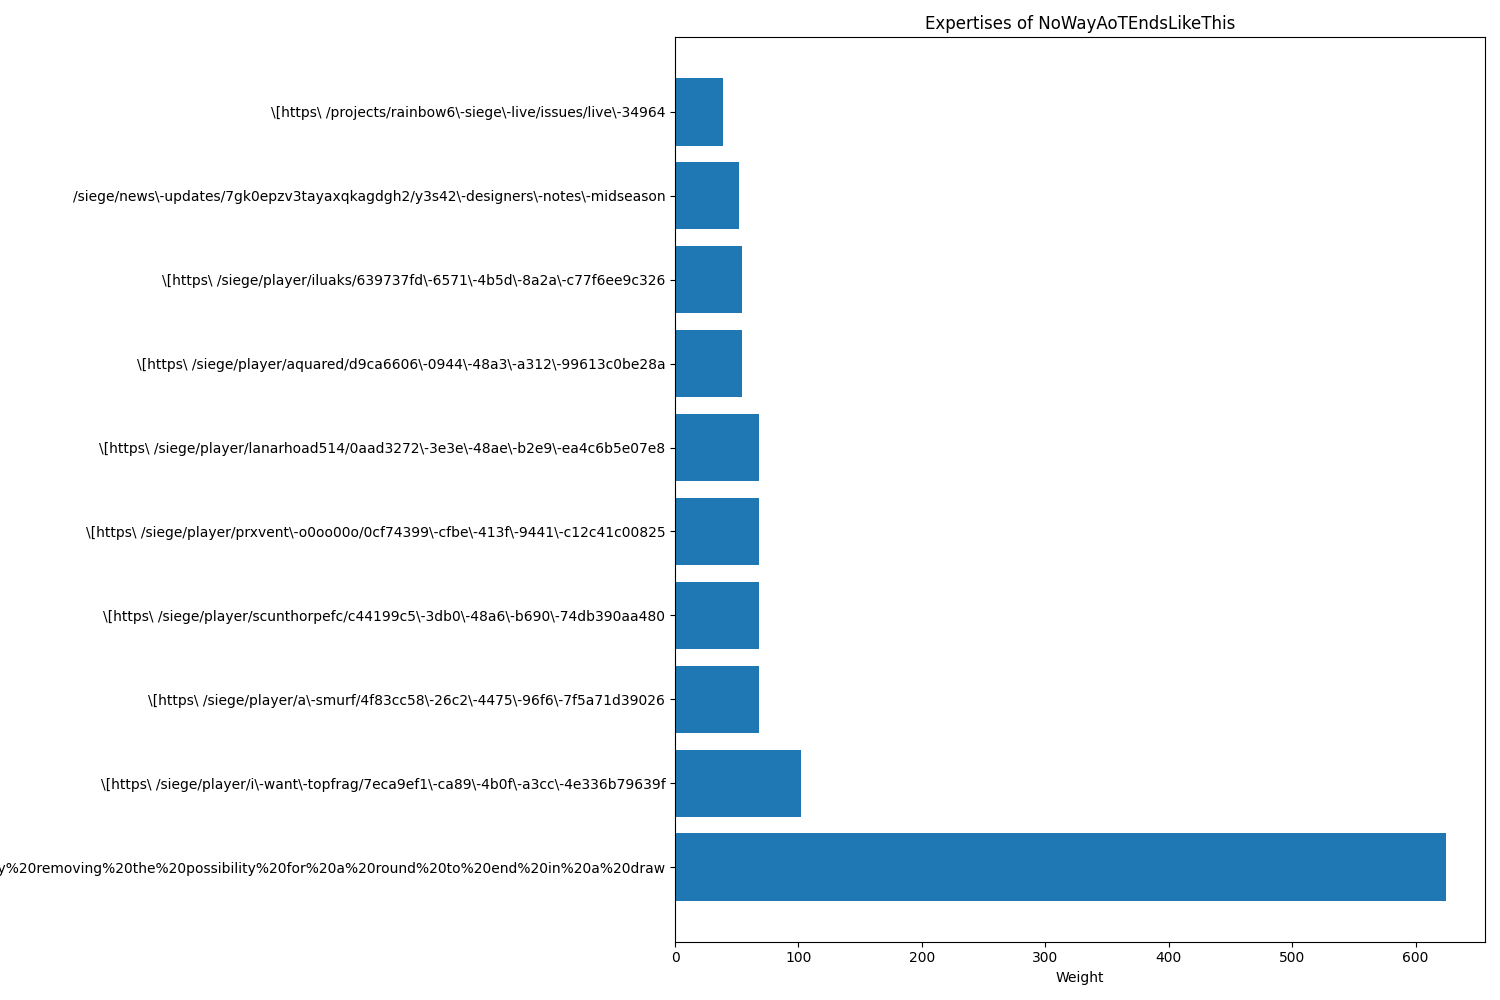 Expertises of NoWayAoTEndsLikeThis
\[https\ /projects/rainbow6\-siege\-live/issues/live\-34964
/siege/news\-updates/7gk0epzv3tayaxqkagdgh2/y3s42\-designers\-notes\-midseason
\[https\ /siege/player/iluaks/639737fd\-6571\-4b5d\-8a2a\-c77f6ee9c326
\[https\ /siege/player/aquared/d9ca6606\-0944\-48a3\-a312\-99613c0be28a
\[https\ /siege/player/lanarhoad514/0aad3272\-3e3e\-48ae\-b2e9\-ea4c6b5e07e8
\[https\ /siege/player/prxvent\-o0oo00o/0cf74399\-cfbe\-413f\-9441\-c12c41c00825
\[https\ /siege/player/scunthorpefc/c44199c5\-3db0\-48a6\-b690\-74db390aa480
\[https\ /siege/player/a\-smurf/4f83cc58\-26c2\-4475\-96f6\-7f5a71d39026
\[https\ /siege/player/i\-want\-topfrag/7eca9ef1\-ca89\-4b0f\-a3cc\-4e336b79639f
y%20removing%20the%20possibility%20for%20a%20round%20to%20end%20in%20a%20draw
0 100 200 300 400 500 600
Weight